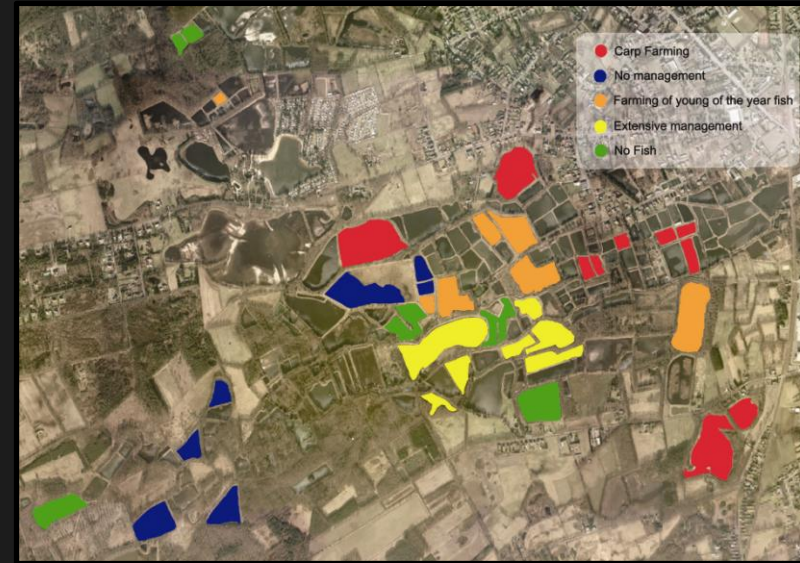 Carp Farming
No management
Farming of young of the year fish
Extensive management
No Fish